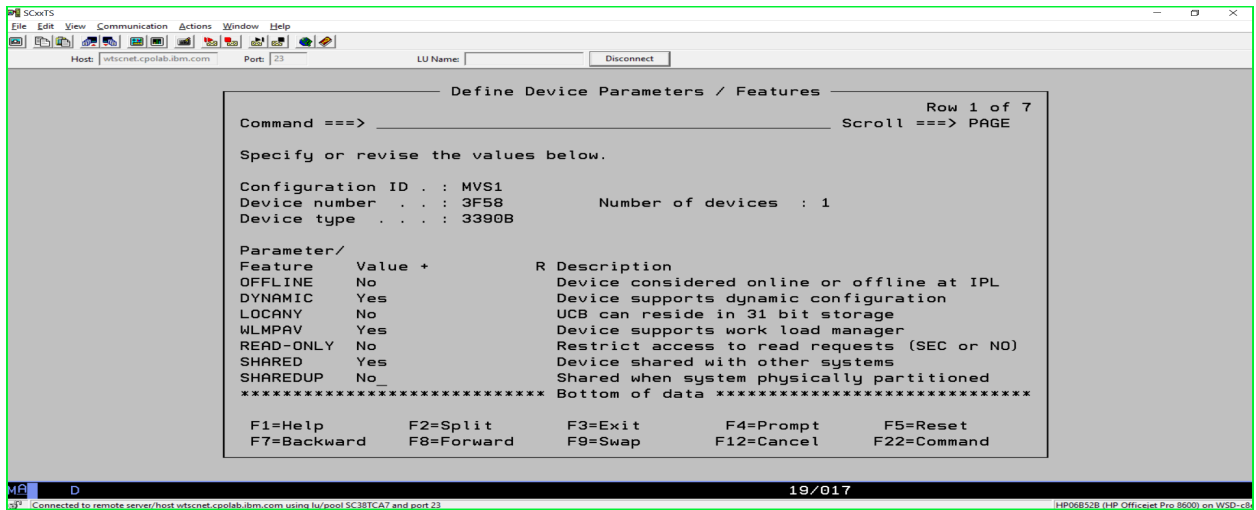 SCxxTS
File Edit View Communication Actions Window Help
Host: wtscnet.cpolab.ibm.com Port: 23 LU Name: Disconnect
Define Device Parameters / Features
Row 1 of 7
Command ===> Scroll ===> PAGE
Specify or revise the values below.
Configuration ID . : MVS1
Device number . . : 3F58 Number of devices : 1
Device type . . . : 3390B
Parameter/
Feature Value + R Description
OFFLINE No Device considered online or offline at IPL
DYNAMIC Yes Device supports dynamic configuration
LOCANY No UCB can reside in 31 bit storage
WLMPAV Yes Device supports work load manager
READ-ONLY No Restrict access to read requests (SEC or NO)
SHARED Yes Device shared with other systems
SHAREDUP No_ Shared when system physically partitioned
***************************** Bottom of data ******************************
F1=Help F2=Split F3=Exit F4=Prompt F5=Reset
F7=Backward F8=Forward F9=Swap F12=Cancel F22=Command
MA D 19/017
Connected to remote server/host wtscnet.cpolab.ibm.com using lu/pool SC38TCA7 and port 23 HP06B52B (HP Officejet Pro 8600) on WSD-c8